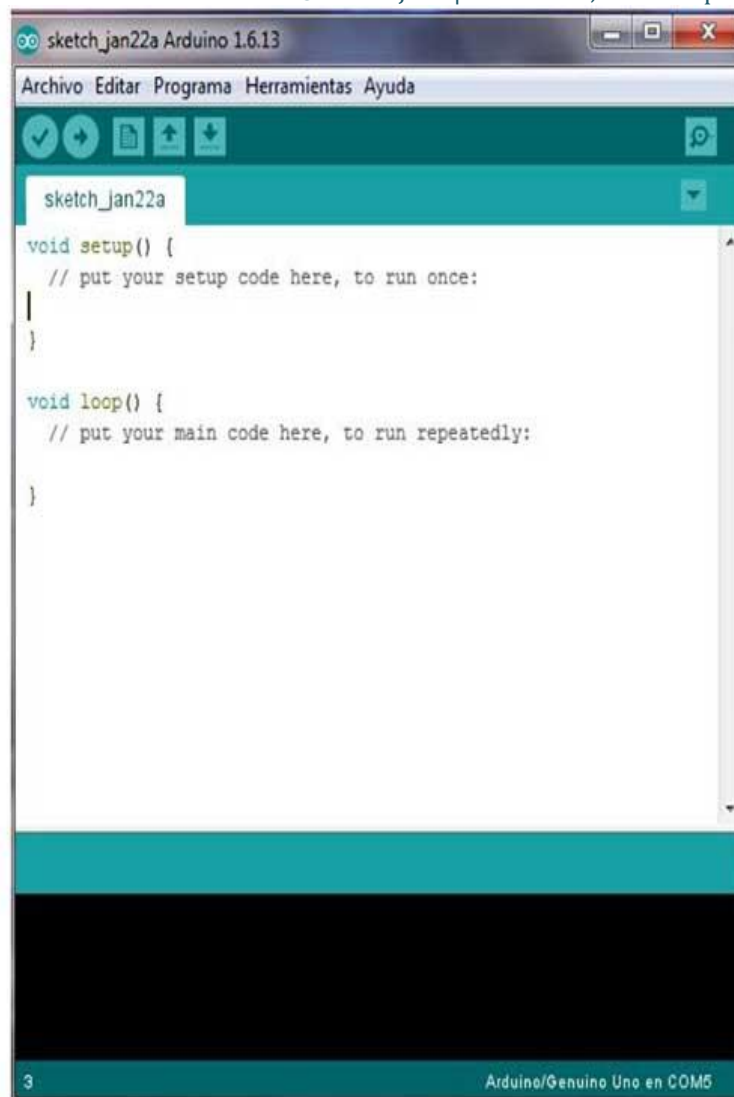 sketch_jan22a Arduino 1.6.13
Archivo Editar Programa Herramientas Ayuda
sketch_jan22a
void setup() {
// put your setup code here, to run once:
}
void loop() {
// put your main code here, to run repeatedly:
}
3
Arduino/Genuino Uno en COM5